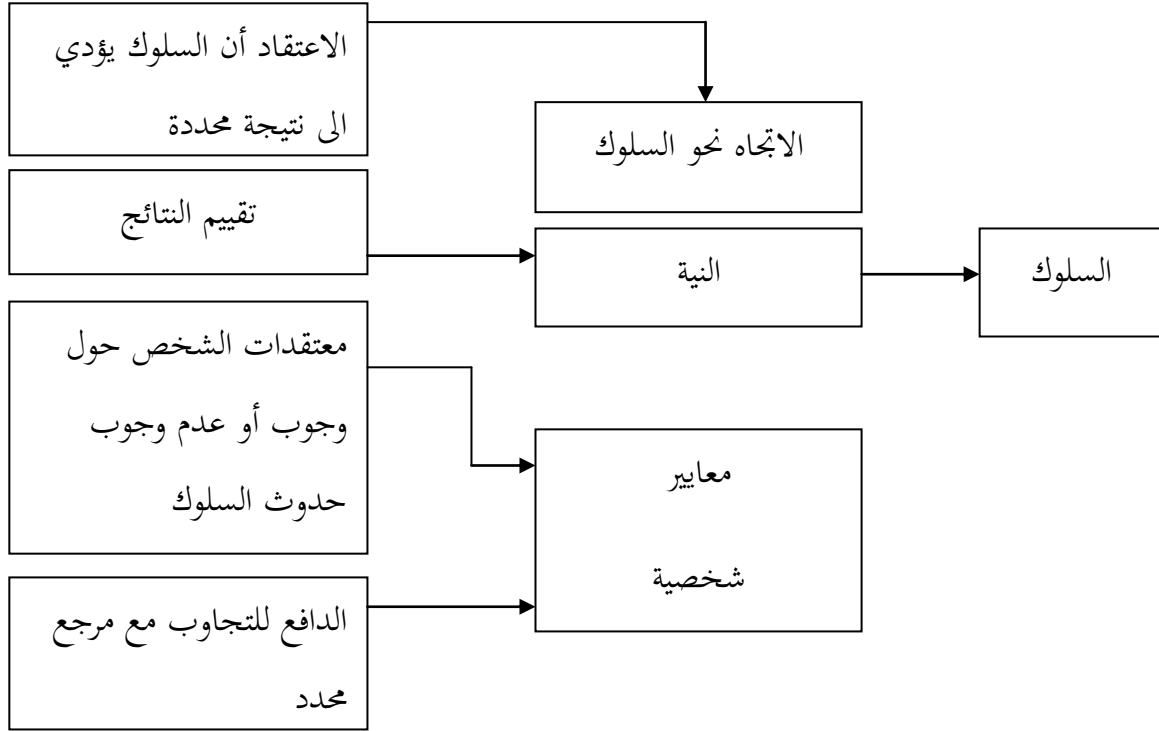 الاعتقاد أن السلوك يؤدي
الى نتيجة محددة
الاتجاه نحو السلوك
تقييم النتائج
النية
السلوك
معتقدات الشخص حول
وجوب أو عدم وجوب
حدوث السلوك
معايير
شخصية
الدافع للتجاوب مع مرجع
محدد